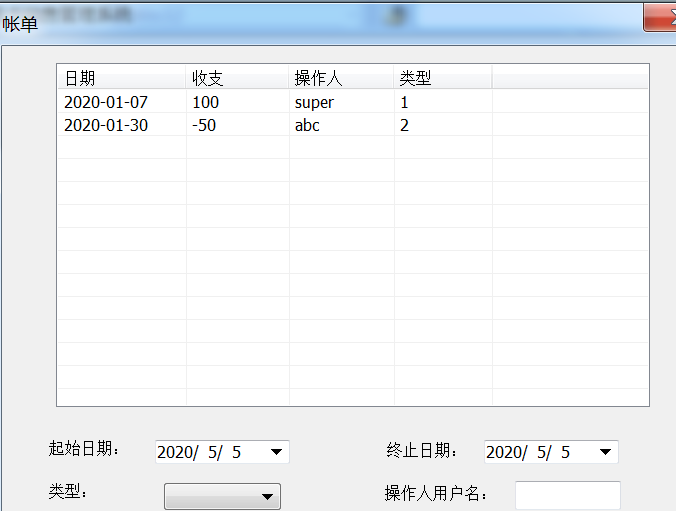 帐单
日期 收支 操作人 类型
2020-01-07 100 super 1
2020-01-30 -50 abc 2
起始日期： 2020/ 5/ 5 终止日期： 2020/ 5/ 5
类型： 操作人用户名：